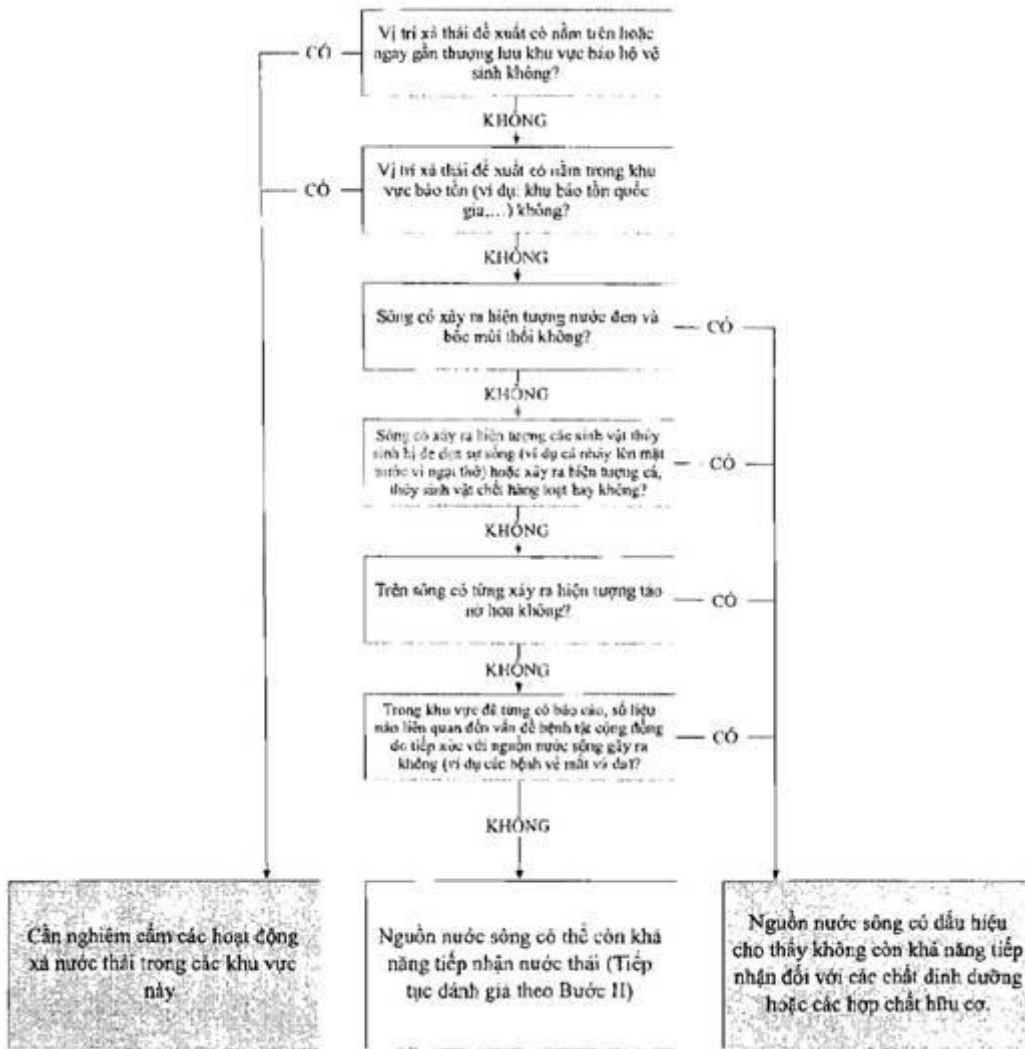 Vị trí xả thải đề xuất có nằm trên hoặc
ngay gần thượng lưu khu vực bảo hộ vệ
sinh không?
CÓ
KHÔNG
Vị trí xả thải đề xuất có nằm trong khu
vực bảo tồn (ví dụ: khu bảo tồn quốc
gia,...) không?
CÓ
KHÔNG
Sông có xảy ra hiện tượng nước đen và
bốc mùi thối không?
CÓ
KHÔNG
Sông có xảy ra hiện tượng các sinh vật thủy
sinh bị đe dọa sự sống (ví dụ cá nhảy lên mặt
nước vì ngạt thở) hoặc xảy ra hiện tượng cá,
thủy sinh vật chết hàng loạt hay không?
CÓ
KHÔNG
Trên sông có từng xảy ra hiện tượng tảo
nở hoa không?
CÓ
KHÔNG
Trong khu vực đã từng có báo cáo, số liệu
nào liên quan đến vấn đề bệnh tật cộng đồng
do tiếp xúc với nguồn nước sông gây ra
không (ví dụ các bệnh về mắt và da)?
CÓ
KHÔNG
Cần nghiêm cấm các hoạt động
xả nước thải trong các khu vực
này
Nguồn nước sông có thể còn khả
năng tiếp nhận nước thải (Tiếp
tục đánh giá theo Bước II)
Nguồn nước sông có dấu hiệu
cho thấy không còn khả năng tiếp
nhận đối với các chất dinh dưỡng
hoặc các hợp chất hữu cơ.